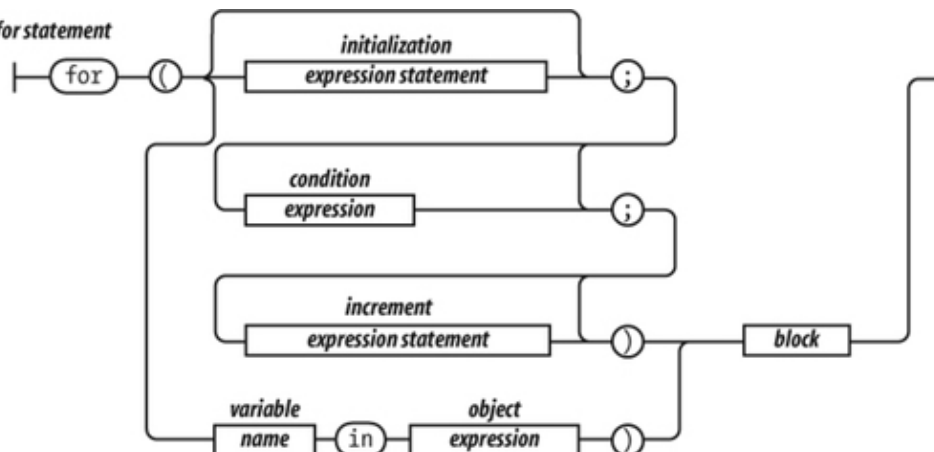 for statement
initialization
for ( expression statement ;
condition
expression ;
increment
expression statement ) block
variable object
name in expression )